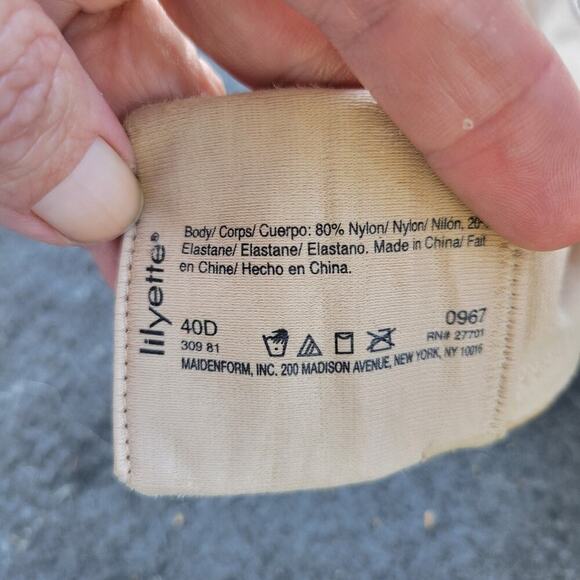 lilyette®
Body/ Corps/ Cuerpo: 80% Nylon/ Nylon/ Nilón, 20
Elastane/ Elastane/ Elastano. Made in China/ Fait
en Chine/ Hecho en China.
40D
0967
309 81
RN# 27701
MAIDENFORM, INC. 200 MADISON AVENUE, NEW YORK, NY 10016